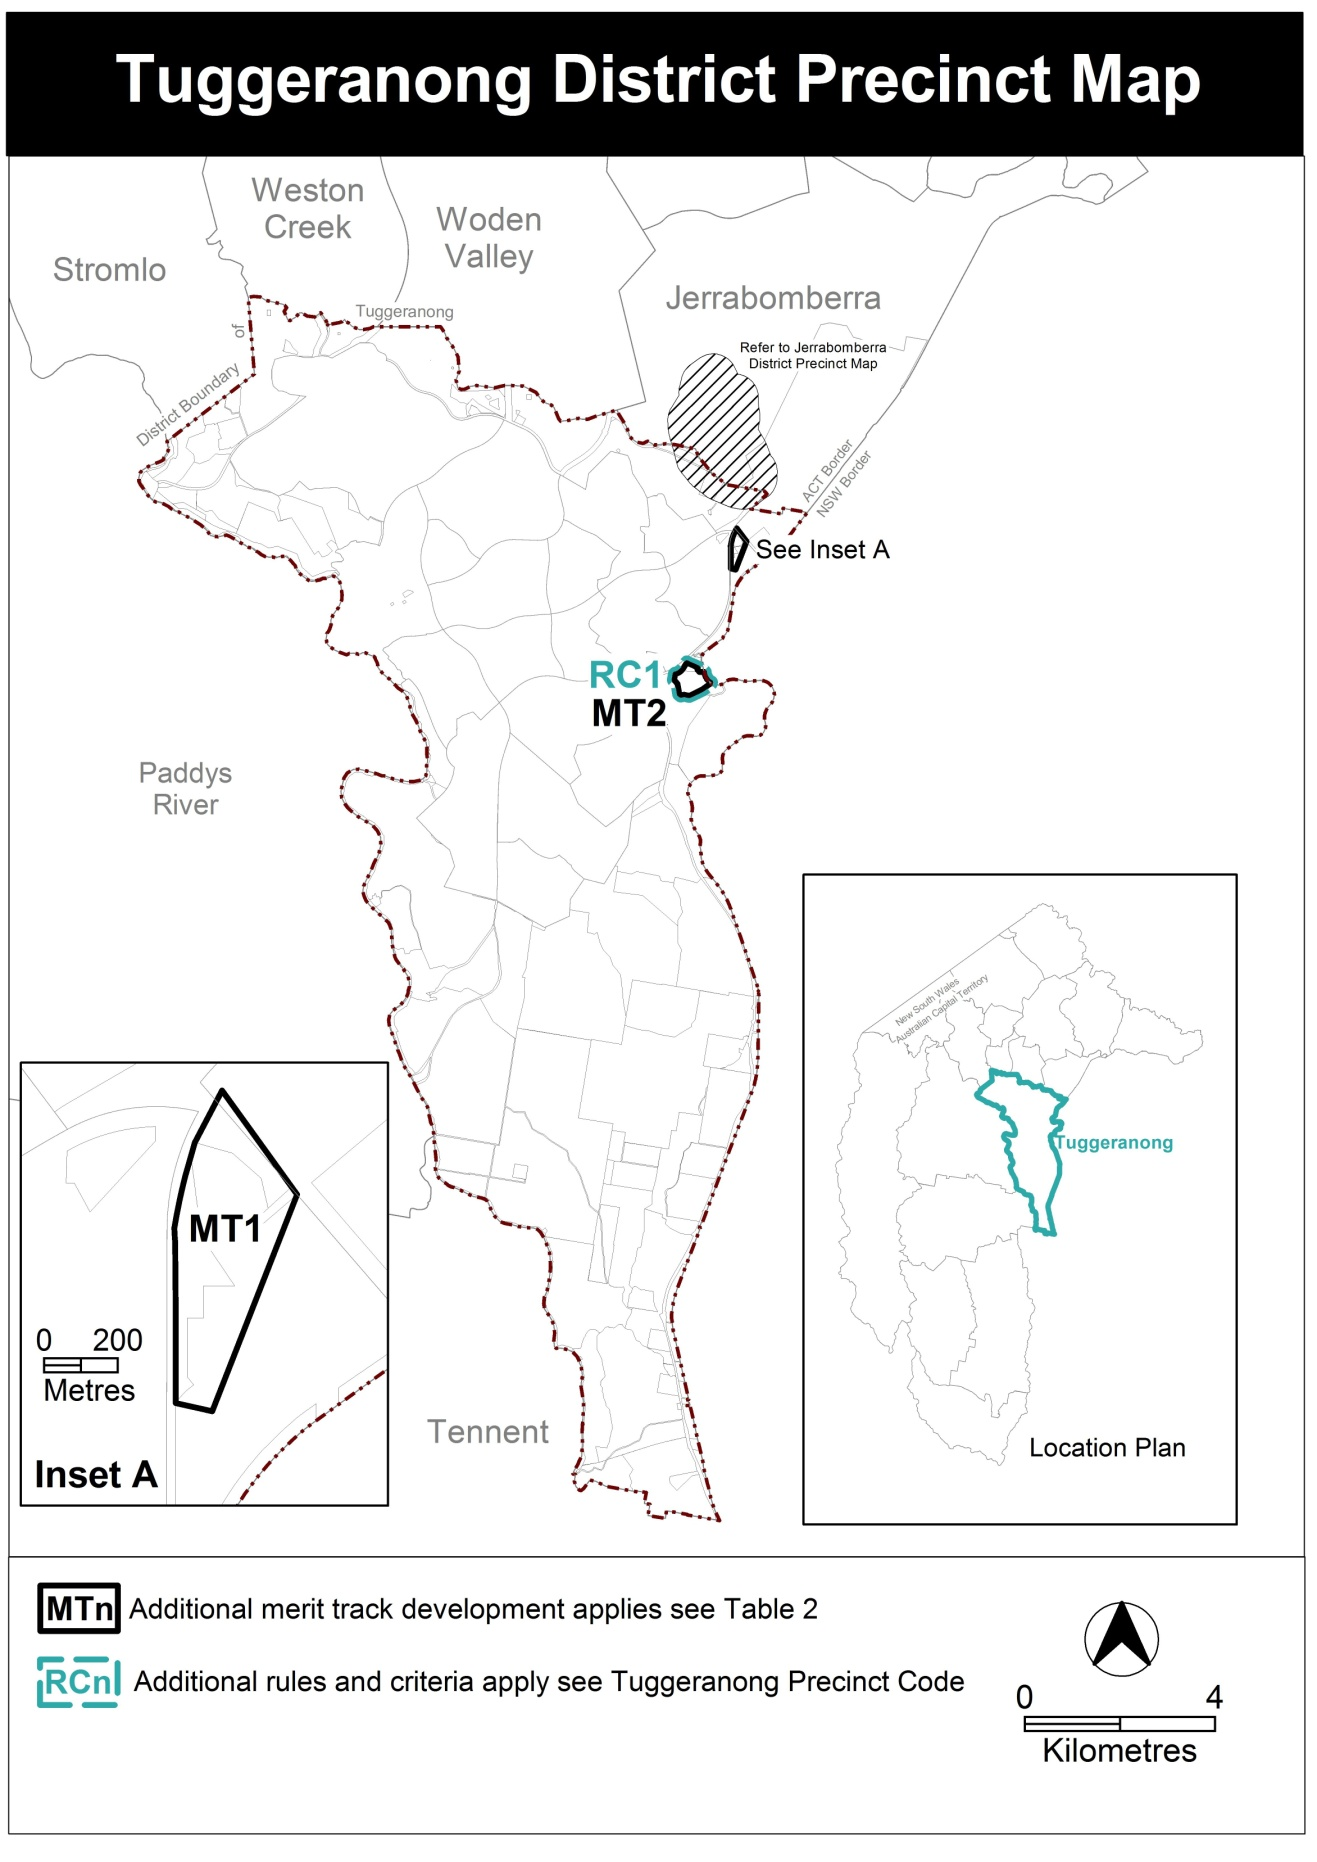 Tuggeranong District Precinct Map
Weston
Creek
Woden
Valley
Stromlo
Jerrabomberra
Tuggeranong
of
District Boundary
Refer to Jerrabomberra
District Precinct Map
ACT Border
NSW Border
See Inset A
RC1
MT2
Paddys
River
New South Wales
Australian Capital Territory
Tuggeranong
Location Plan
MT1
0 200
Metres
Inset A
Tennent
MTn Additional merit track development applies see Table 2
RCn Additional rules and criteria apply see Tuggeranong Precinct Code
0 4
Kilometres